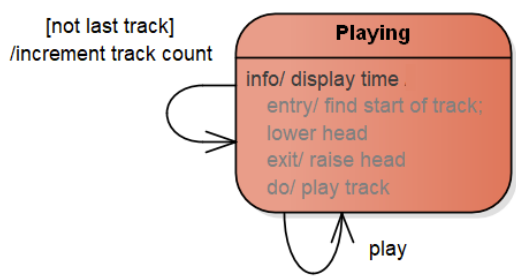 [not last track]
/increment track count
Playing
info/ display time .
entry/ find start of track;
lower head
exit/ raise head
do/ play track
play